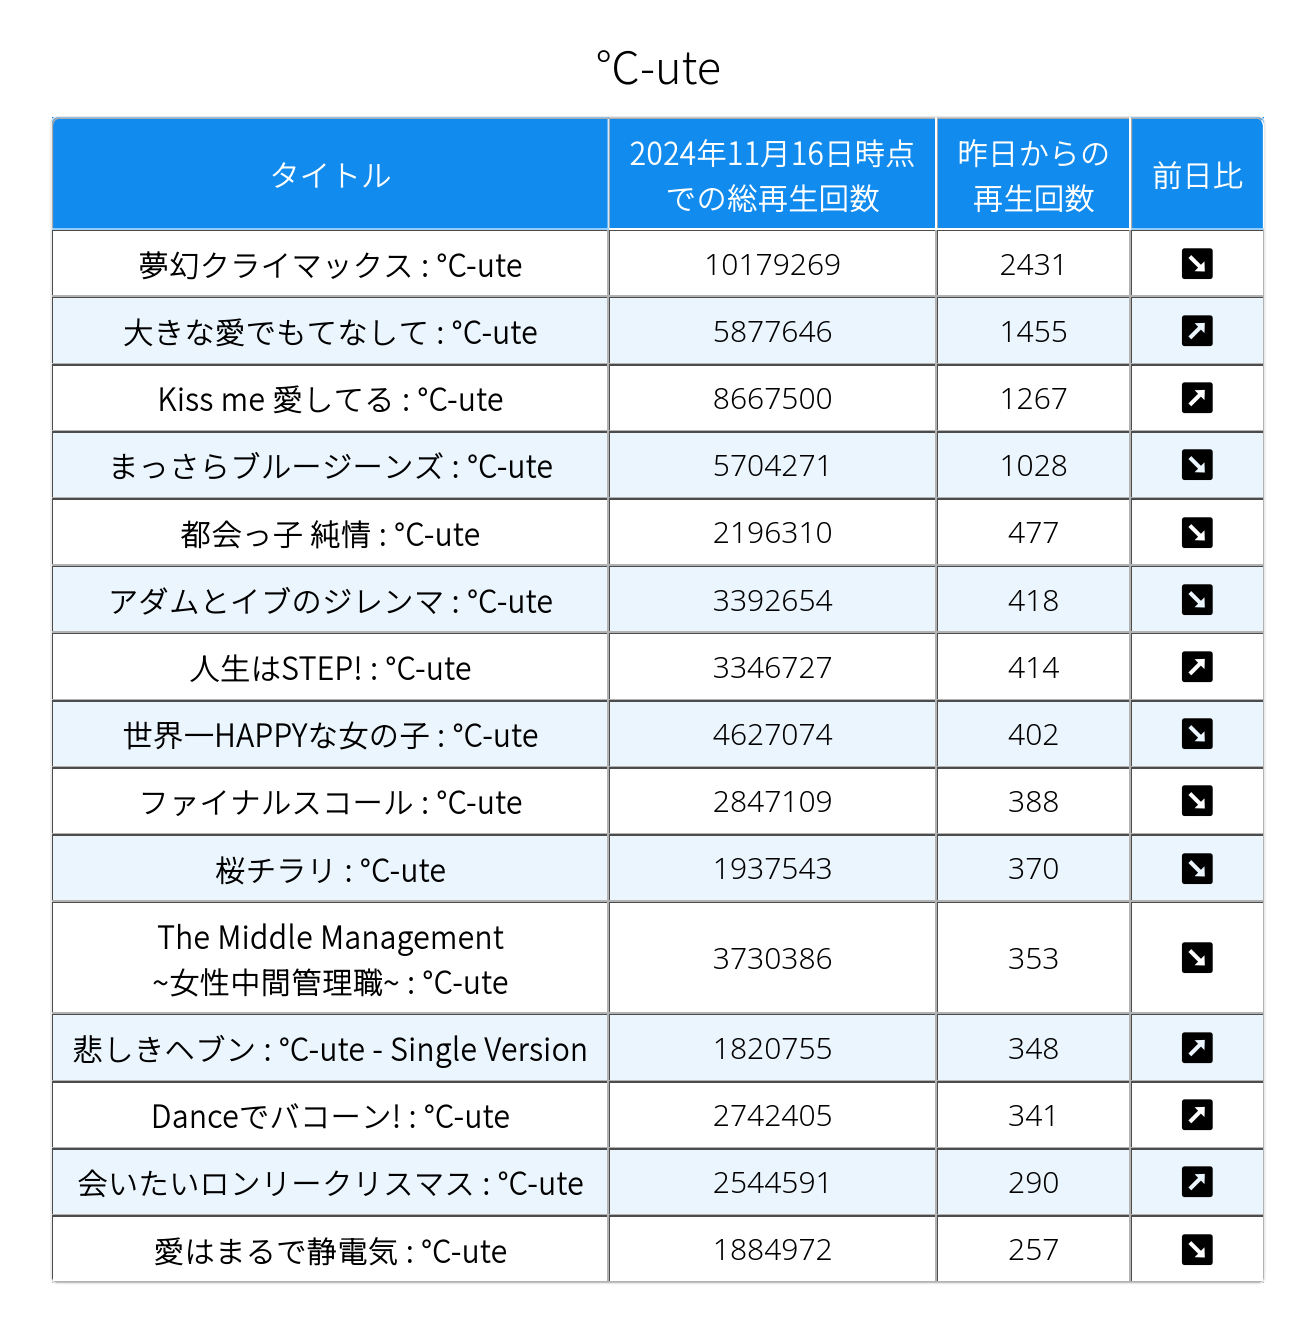 °C-ute
タイトル
2024年11月16日時点
での総再生回数
昨日からの
再生回数
前日比
夢幻クライマックス : °C-ute 10179269 2431
大きな愛でもてなして : °C-ute 5877646 1455
Kiss me 愛してる : °C-ute 8667500 1267
まっさらブルージーンズ : °C-ute 5704271 1028
都会っ子 純情 : °C-ute 2196310 477
アダムとイブのジレンマ : °C-ute 3392654 418
人生はSTEP! : °C-ute 3346727 414
世界一HAPPYな女の子 : °C-ute 4627074 402
ファイナルスコール : °C-ute 2847109 388
桜チラリ : °C-ute 1937543 370
The Middle Management
~女性中間管理職~ : °C-ute 3730386 353
悲しきヘブン : °C-ute - Single Version 1820755 348
Danceでバコーン! : °C-ute 2742405 341
会いたいロンリークリスマス : °C-ute 2544591 290
愛はまるで静電気 : °C-ute 1884972 257